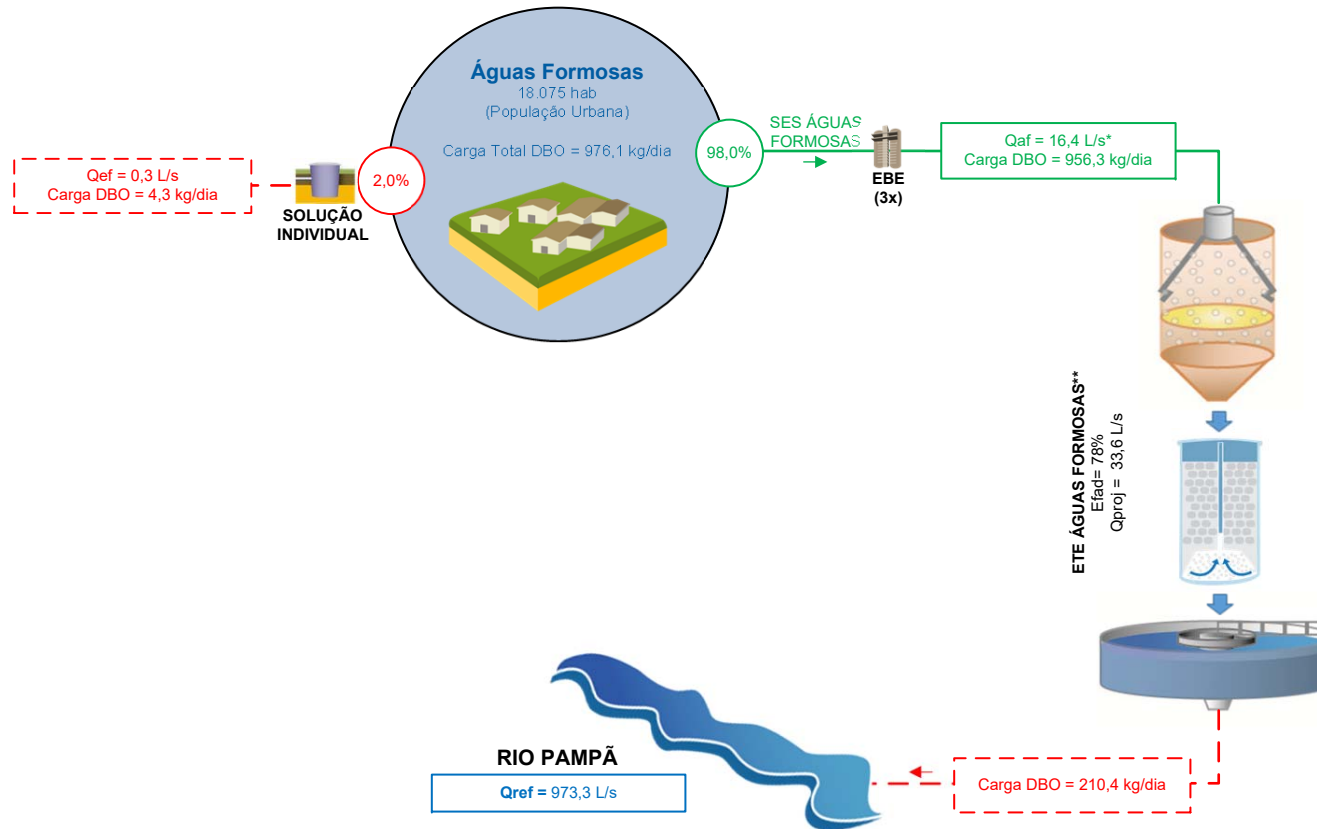 Águas Formosas
18.075 hab
(População Urbana)
Carga Total DBO = 976,1 kg/dia
Qef = 0,3 L/s
Carga DBO = 4,3 kg/dia
SOLUÇÃO
INDIVIDUAL
2,0%
98,0%
SES ÁGUAS
FORMOSAS
EBE
(3x)
Qaf = 16,4 L/s*
Carga DBO = 956,3 kg/dia
ETE ÁGUAS FORMOSAS**
Efad= 78%
Qproj = 33,6 L/s
RIO PAMPÃ
Qref = 973,3 L/s
Carga DBO = 210,4 kg/dia